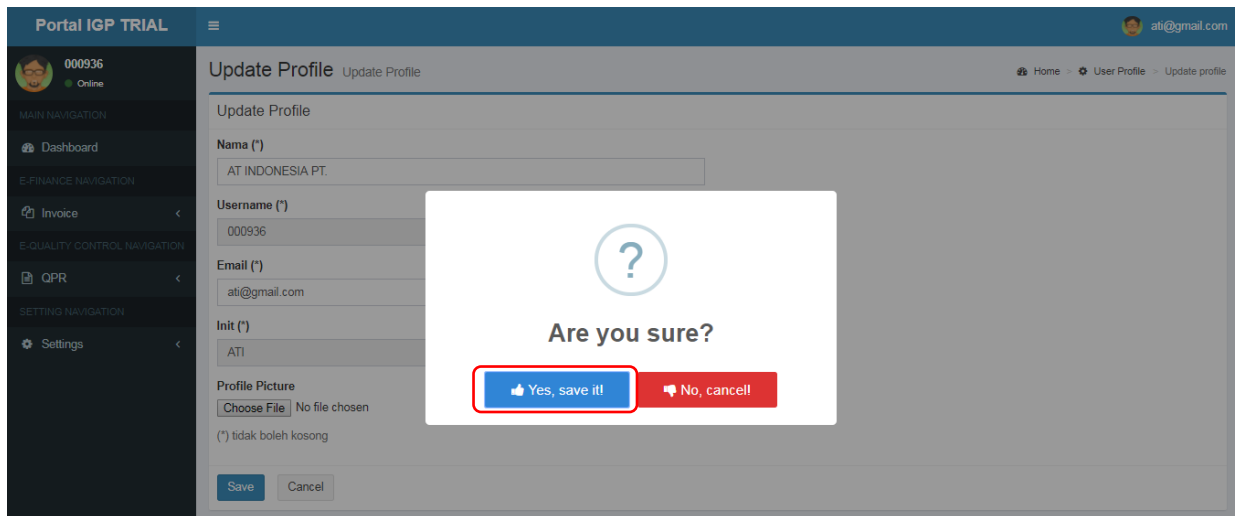 Portal IGP TRIAL
ati@gmail.com
000936
Online
MAIN NAVIGATION
Dashboard
E-FINANCE NAVIGATION
Invoice
E-QUALITY CONTROL NAVIGATION
QPR
SETTING NAVIGATION
Settings
Update Profile Update Profile
Home > User Profile > Update profile
Update Profile
Nama (*)
AT INDONESIA PT.
Username (*)
000936
Email (*)
ati@gmail.com
Init (*)
ATI
Profile Picture
Choose File No file chosen
(*) tidak boleh kosong
Save Cancel
?
Are you sure?
Yes, save it! No, cancel!